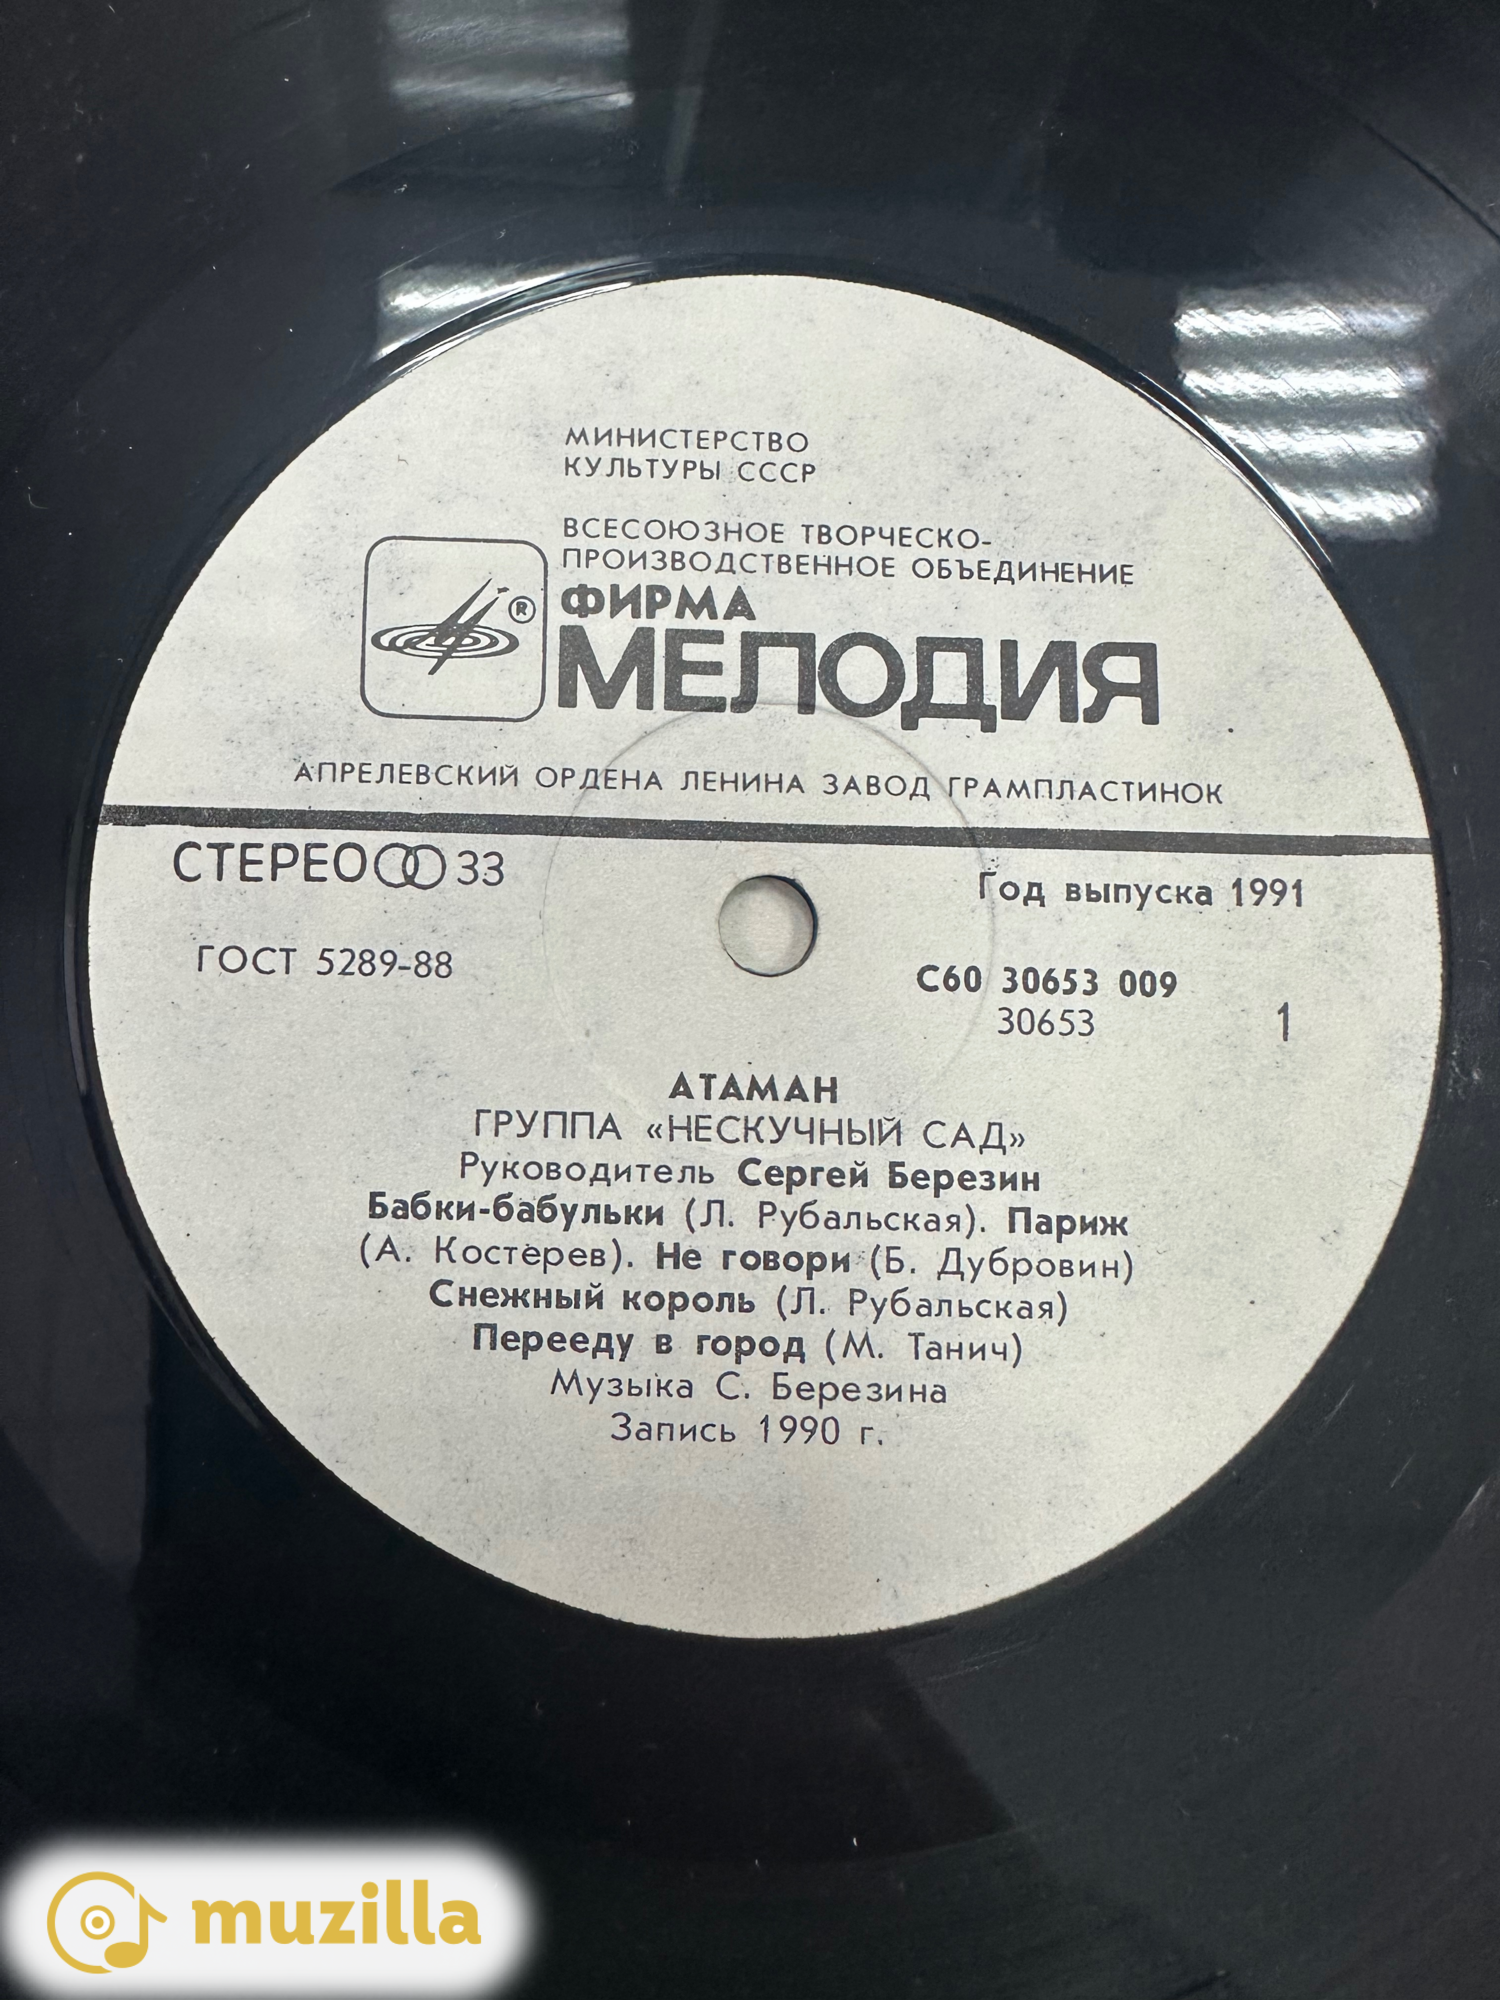 МИНИСТЕРСТВО
КУЛЬТУРЫ СССР
ВСЕСОЮЗНОЕ ТВОРЧЕСКО-
ПРОИЗВОДСТВЕННОЕ ОБЪЕДИНЕНИЕ
®
ФИРМА
МЕЛОДИЯ
АПРЕЛЕВСКИЙ ОРДЕНА ЛЕНИНА ЗАВОД ГРАМПЛАСТИНОК
СТЕРЕО 33
Год выпуска 1991
ГОСТ 5289-88
С60 30653 009
30653 1
АТАМАН
ГРУППА «НЕСКУЧНЫЙ САД»
Руководитель Сергей Березин
Бабки-бабульки (Л. Рубальская). Париж
(А. Костерев). Не говори (Б. Дубровин)
Снежный король (Л. Рубальская)
Перееду в город (М. Танич)
Музыка С. Березина
Запись 1990 г.
muzilla